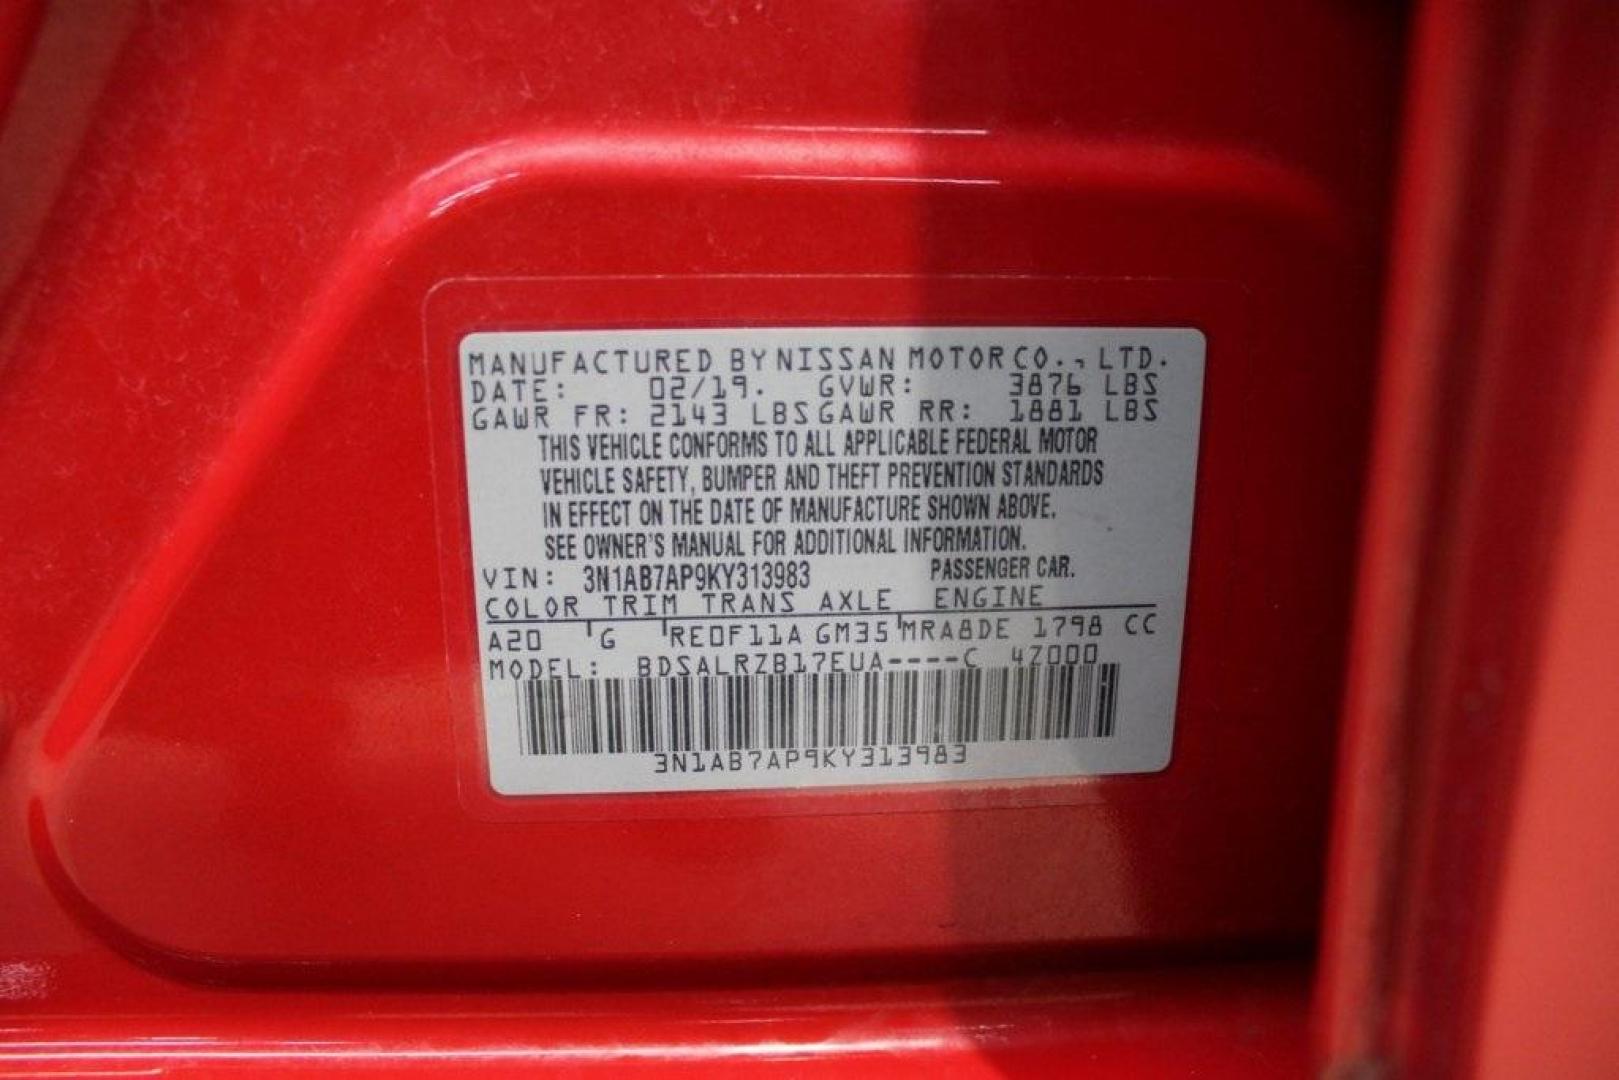 MANUFACTURED BY NISSAN MOTOR CO., LTD.
DATE: 02/19. GVWR: 3876 LBS
GAWR FR: 2143 LBS GAWR RR: 1881 LBS
THIS VEHICLE CONFORMS TO ALL APPLICABLE FEDERAL MOTOR
VEHICLE SAFETY, BUMPER AND THEFT PREVENTION STANDARDS
IN EFFECT ON THE DATE OF MANUFACTURE SHOWN ABOVE.
SEE OWNER'S MANUAL FOR ADDITIONAL INFORMATION.
VIN: 3N1AB7AP9KY313983 PASSENGER CAR.
COLOR TRIM TRANS AXLE ENGINE
A20 G RE0F11A GM35 MRA8DE 1798 CC
MODEL: BDSALRZB17EUA----C 47000
3N1AB7AP9KY313983